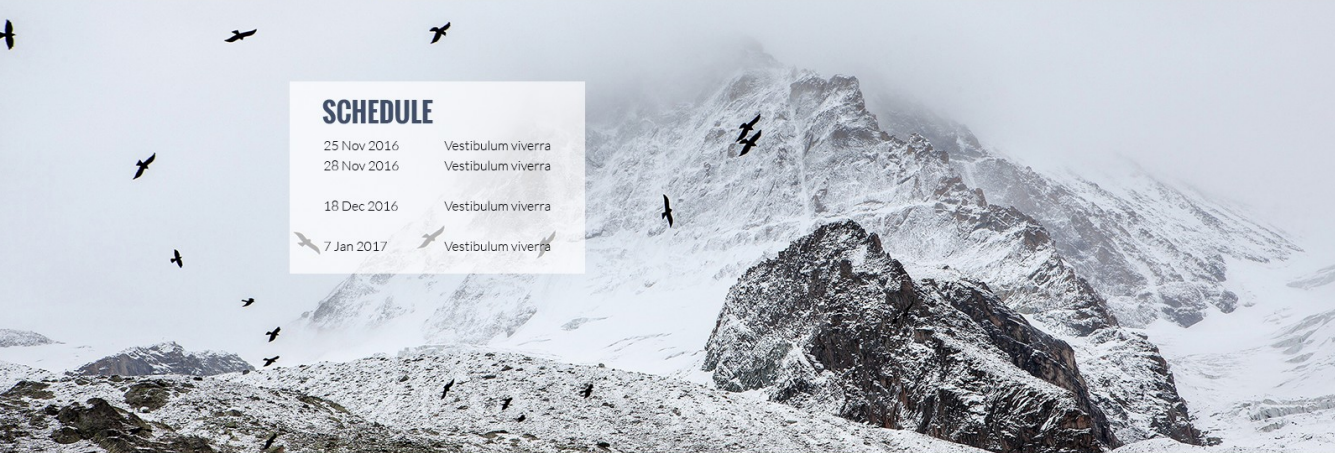 SCHEDULE
25 Nov 2016 Vestibulum viverra
28 Nov 2016 Vestibulum viverra
18 Dec 2016 Vestibulum viverra
7 Jan 2017 Vestibulum viverra